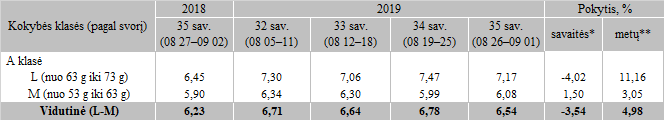 Kokybės klasės (pagal svorį) 2018 2019 Pokytis, %
35 sav. (08 27–09 02) 32 sav. (08 05–11) 33 sav. (08 12–18) 34 sav. (08 19–25) 35 sav. (08 26–09 01) savaitės* metų**
A klasė
L (nuo 63 g iki 73 g) 6,45 7,30 7,06 7,47 7,17 -4,02 11,16
M (nuo 53 g iki 63 g) 5,90 6,34 6,30 5,99 6,08 1,50 3,05
Vidutinė (L-M) 6,23 6,71 6,64 6,78 6,54 -3,54 4,98